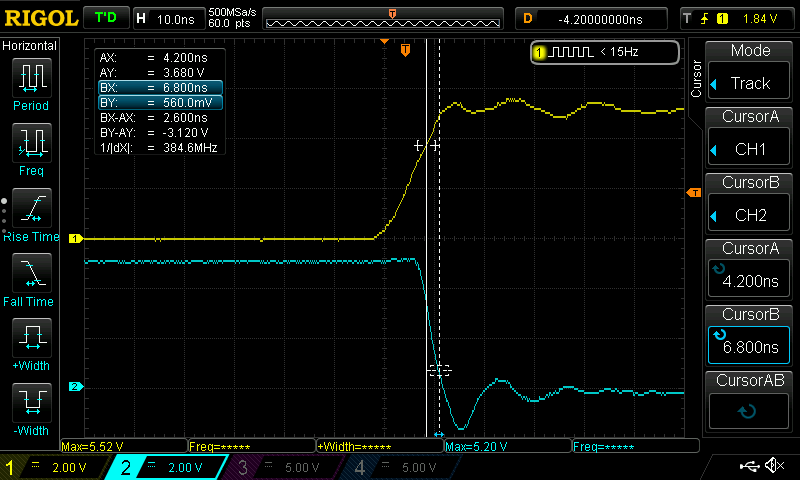 RIGOL T'D H 10.0ns 500MSa/s 60.0 pts D -4.20000000ns T 1 1.84 V
Horizontal
Period
Freq
Rise Time
Fall Time
+Width
-Width
AX: = 4.200ns
AY: = 3.680 V
BX: = 6.800ns
BY: = 560.0mV
BX-AX: = 2.600ns
BY-AY: = -3.120 V
1/|dX|: = 384.6MHz
T
1 < 15Hz
T
1
2
Cursor
Mode
Track
CursorA
CH1
CursorB
CH2
CursorA
4.200ns
CursorB
6.800ns
CursorAB
Max=5.52 V Freq=***** +Width=***** Max=5.20 V Freq=*****
1 2.00 V 2 2.00 V 3 5.00 V 4 5.00 V